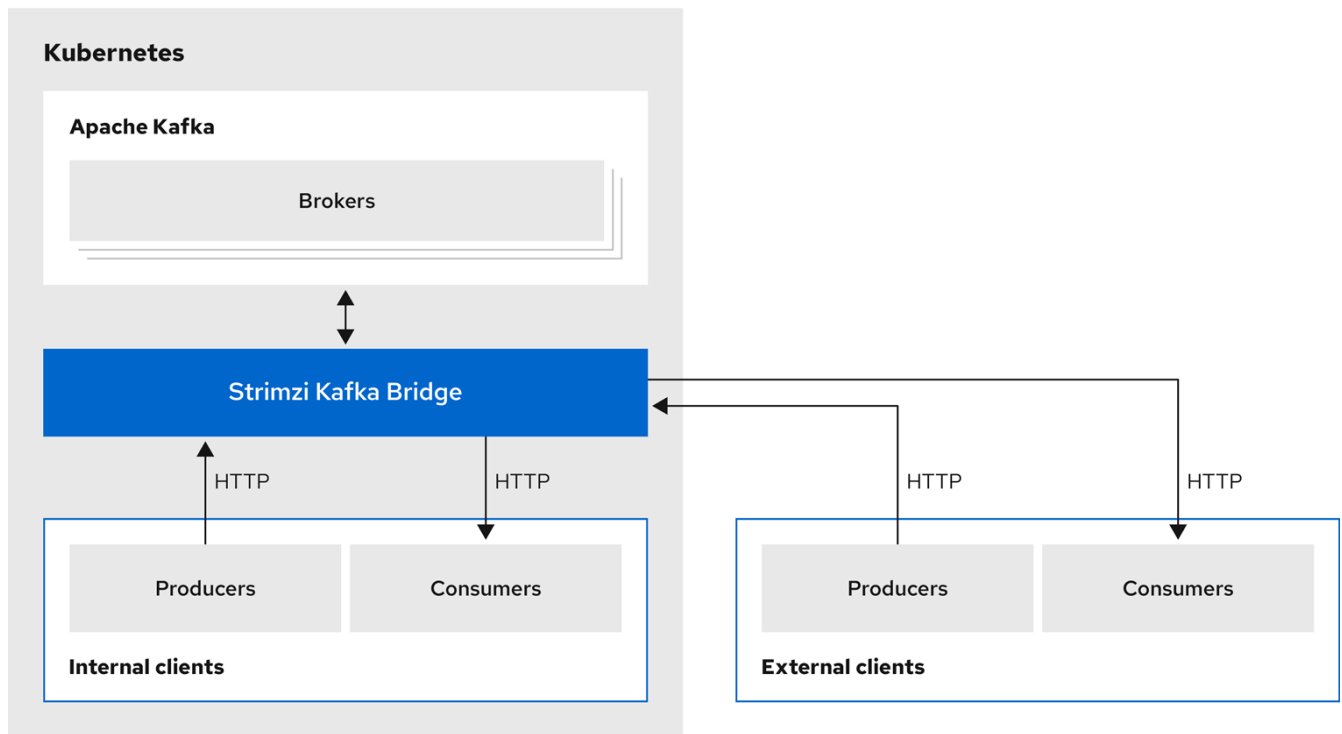 Kubernetes
Apache Kafka
Brokers
Strimzi Kafka Bridge
HTTP
HTTP
HTTP
HTTP
Producers
Consumers
Internal clients
Producers
Consumers
External clients